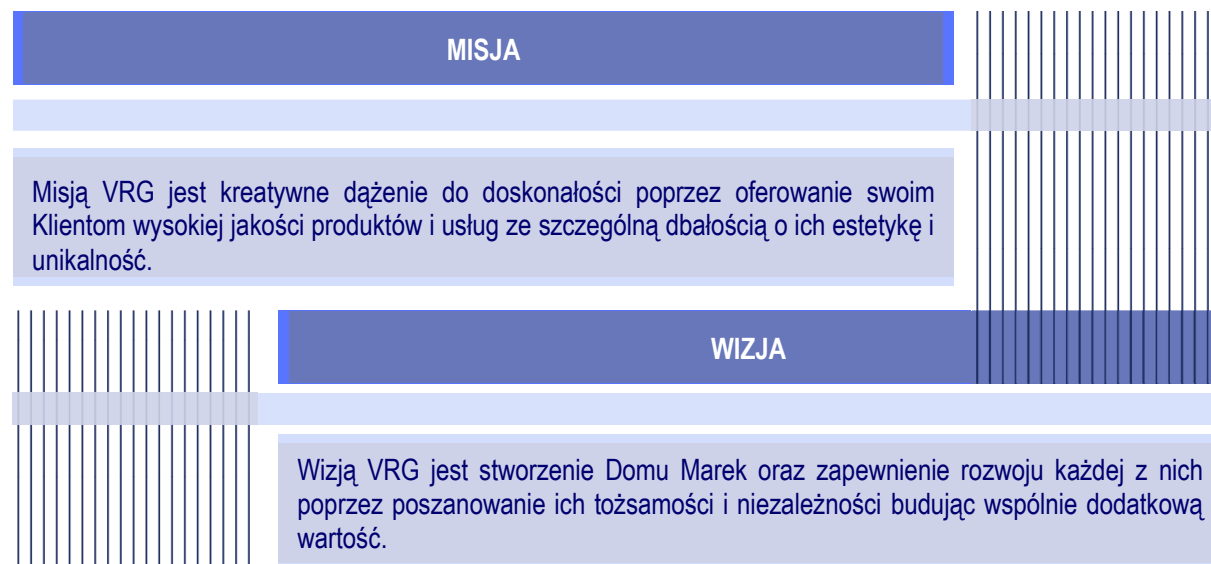 MISJA
Misją VRG jest kreatywne dążenie do doskonałości poprzez oferowanie swoim
Klientom wysokiej jakości produktów i usług ze szczególną dbałością o ich estetykę i
unikalność.
WIZJA
Wizją VRG jest stworzenie Domu Marek oraz zapewnienie rozwoju każdej z nich
poprzez poszanowanie ich tożsamości i niezależności budując wspólnie dodatkową
wartość.